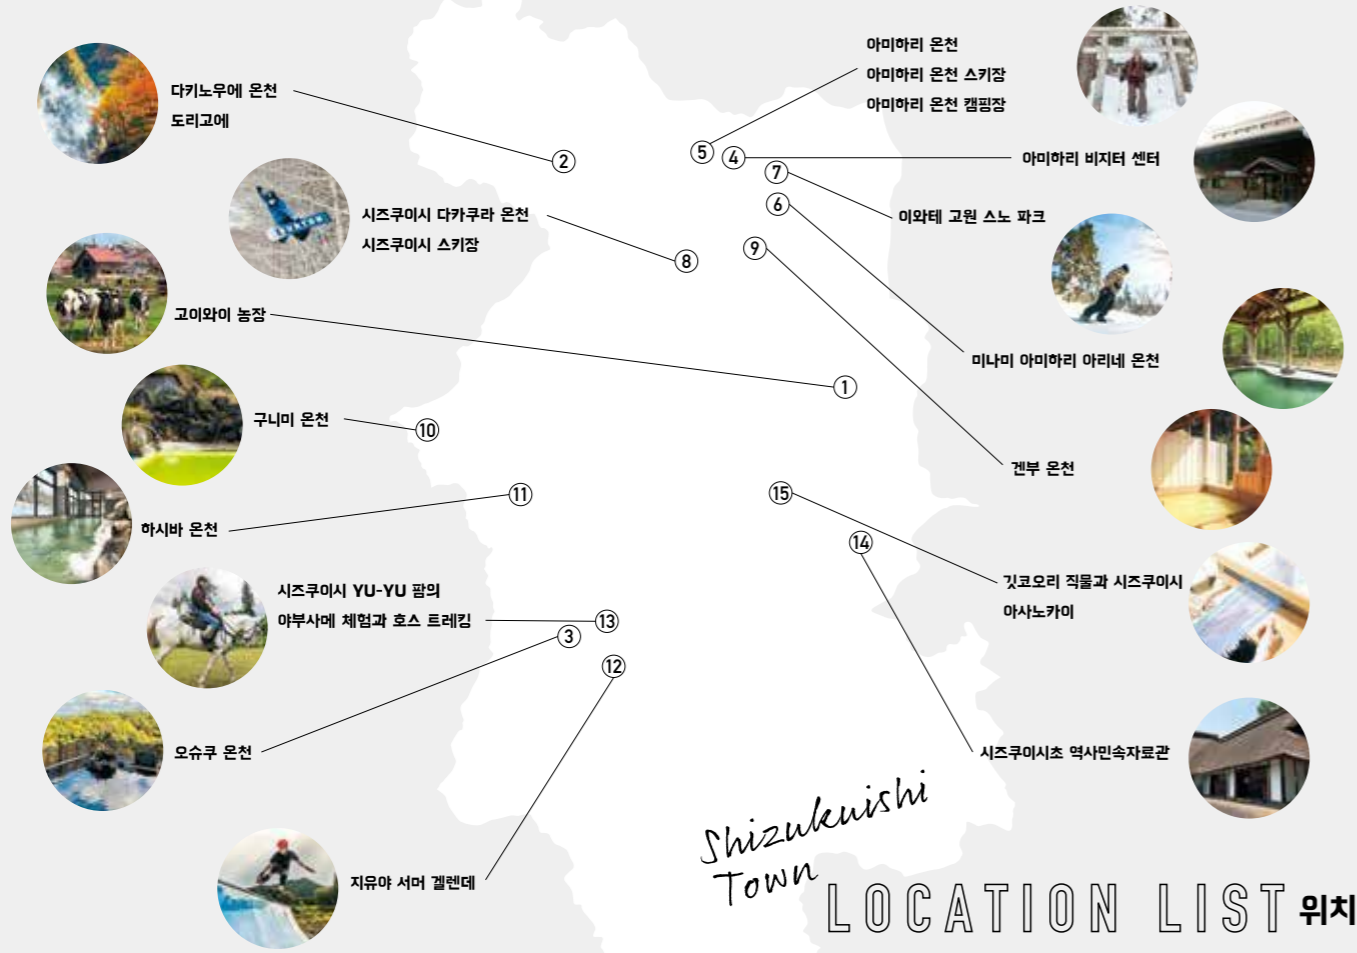 다키노우에 온천
도리고에
②
시즈쿠이시 다카쿠라 온천
시즈쿠이시 스키장
⑧
고이와이 농장
①
구니미 온천
⑩
하시바 온천
⑪
시즈쿠이시 YU-YU 팜의
야부사메 체험과 호스 트레킹
⑬
③
오슈쿠 온천
⑫
지유야 서머 겔렌데
아미하리 온천
아미하리 온천 스키장
아미하리 온천 캠핑장
⑤
④
아미하리 비지터 센터
⑦
이와테 고원 스노 파크
⑥
미나미 아미하리 아리네 온천
⑨
겐부 온천
⑮
깃코오리 직물과 시즈쿠이시
아사노카이
⑭
시즈쿠이시초 역사민속자료관
Shizukuishi
Town
LOCATION LIST 위치